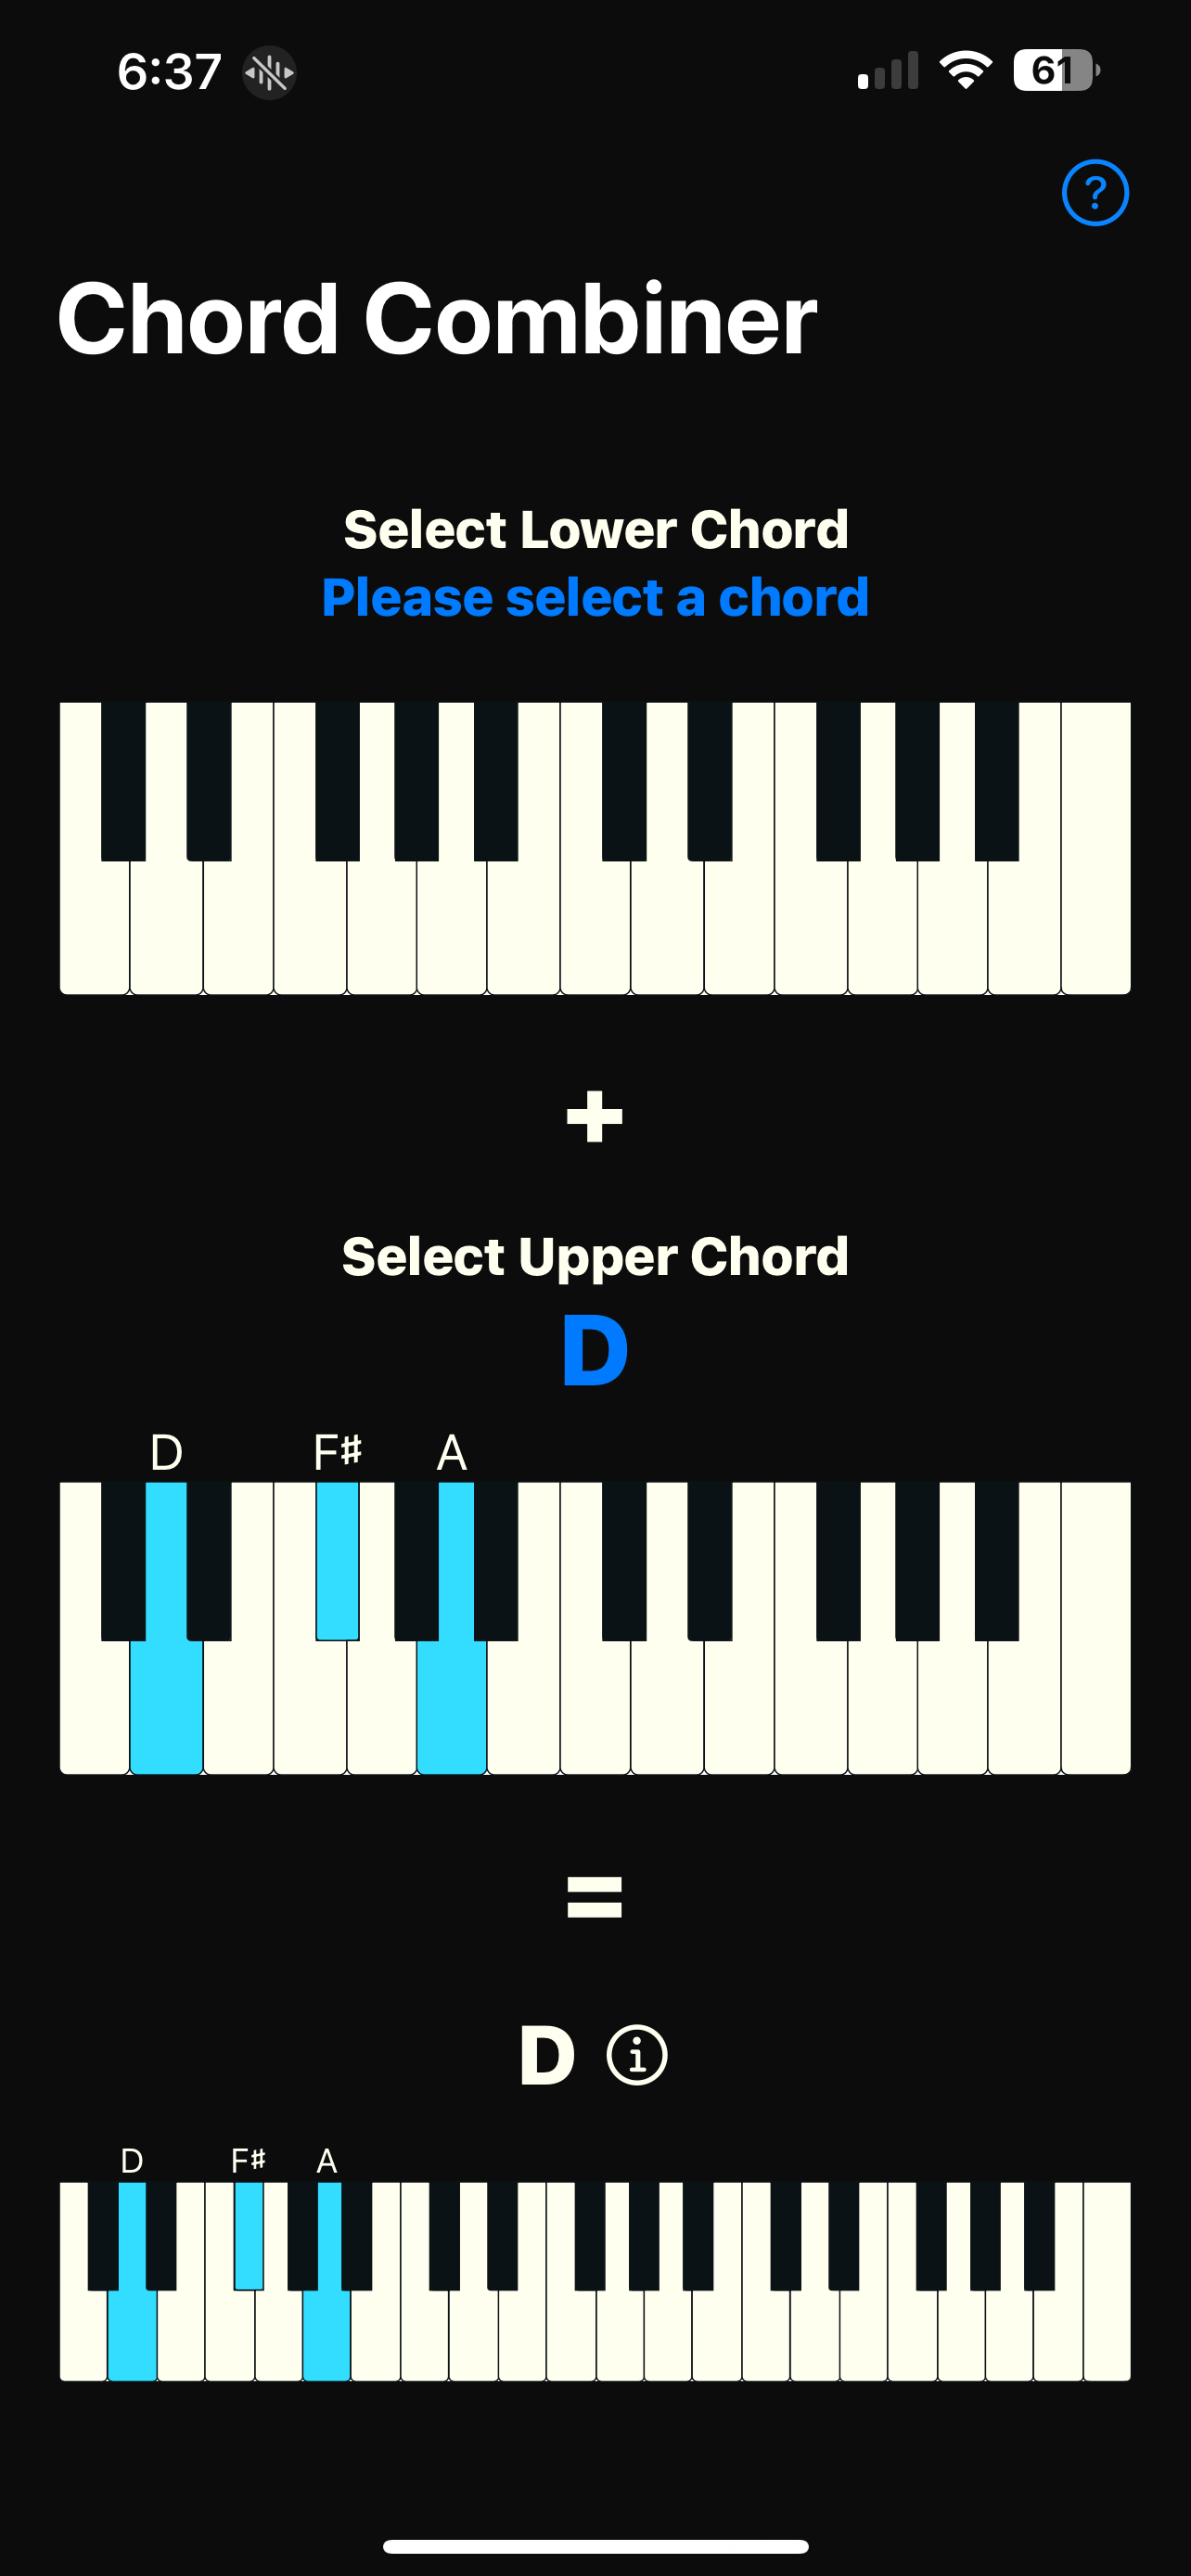 6:37
61
?
Chord Combiner
Select Lower Chord
Please select a chord
+
Select Upper Chord
D
D F♯ A
=
D i
D F♯ A